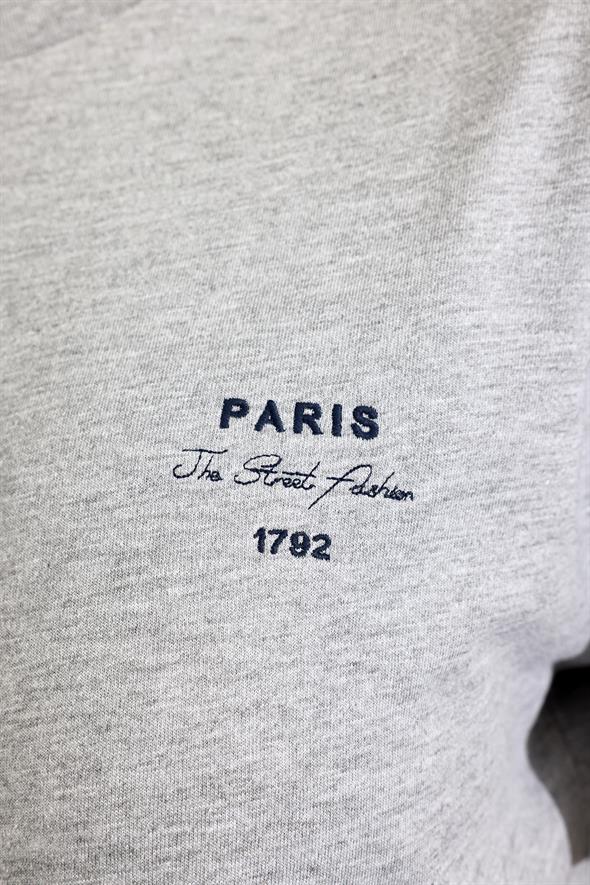 PARIS
The Street Fashion
1792